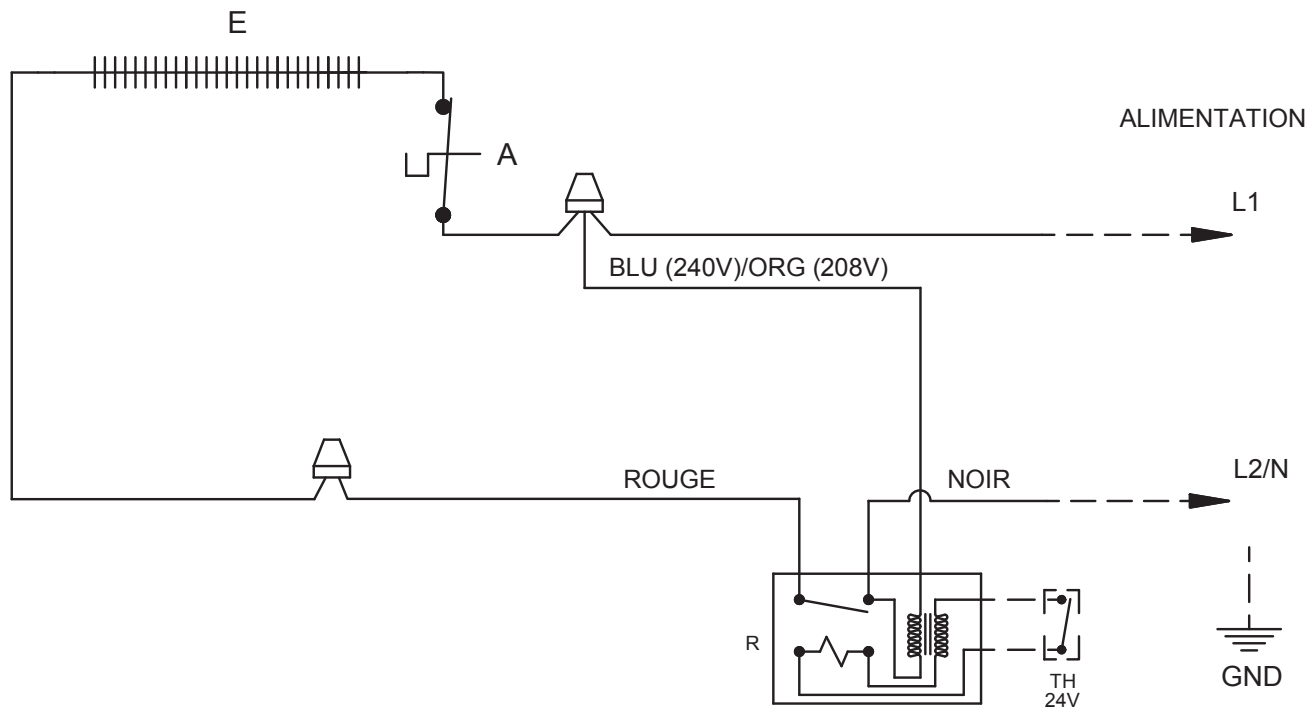 E
ALIMENTATION
A
L1
BLU (240V)/ORG (208V)
L2/N
ROUGE
NOIR
R
TH
24V
GND